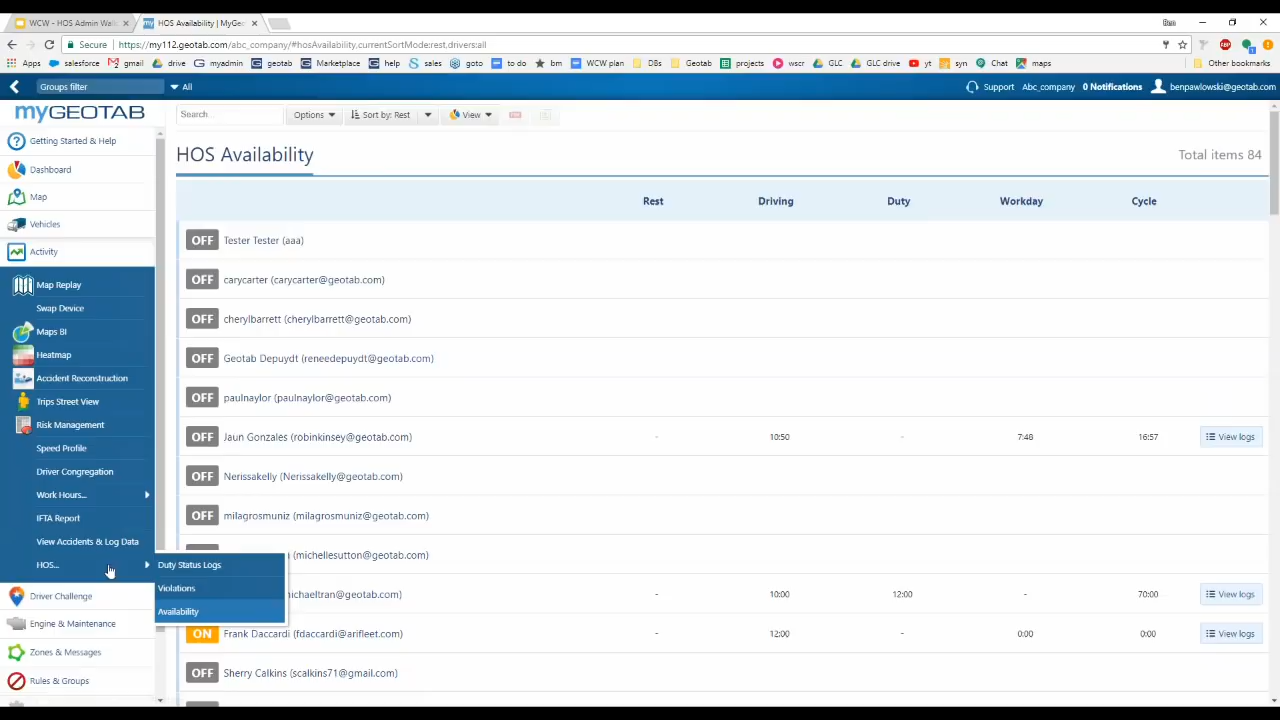 WCW - HOS Admin Wal
HOS Availability | MyGeo
Ben
Secure
https://my112.geotab.com/abc_company/#hosAvailability,currentSortMode:rest,drivers:all
Apps salesforce gmail drive myadmin geotab Marketplace help sales goto to do bm WCW plan DBs Geotab projects wscr GLC GLC drive yt syn Chat maps Other bookmarks
Groups filter All Support Abc_company 0 Notifications benpawlowski@geotab.com
myGEOTAB
Search... Options Sort by: Rest View
Getting Started & Help
Dashboard
Map
Vehicles
Activity
Map Replay
Swap Device
Maps BI
Heatmap
Accident Reconstruction
Trips Street View
Risk Management
Speed Profile
Driver Congregation
Work Hours...
IFTA Report
View Accidents & Log Data
HOS...
Duty Status Logs
Violations
Availability
Driver Challenge
Engine & Maintenance
Zones & Messages
Rules & Groups
HOS Availability Total items 84
Rest Driving Duty Workday Cycle
OFF Tester Tester (aaa)
OFF carycarter (carycarter@geotab.com)
OFF cherylbarrett (cherylbarrett@geotab.com)
OFF Geotab Depuydt (reneedepuydt@geotab.com)
OFF paulnaylor (paulnaylor@geotab.com)
OFF Jaun Gonzales (robinkinsey@geotab.com) - 10:50 - 7:48 16:57 View logs
OFF Nerissakelly (Nerissakelly@geotab.com)
OFF milagrosmuniz (milagrosmuniz@geotab.com)
(michellesutton@geotab.com)
michaeltran@geotab.com) - 10:00 12:00 - 70:00 View logs
ON Frank Daccardi (fdaccardi@arifleet.com) - 12:00 - 0:00 0:00 View logs
OFF Sherry Calkins (scalkins71@gmail.com)